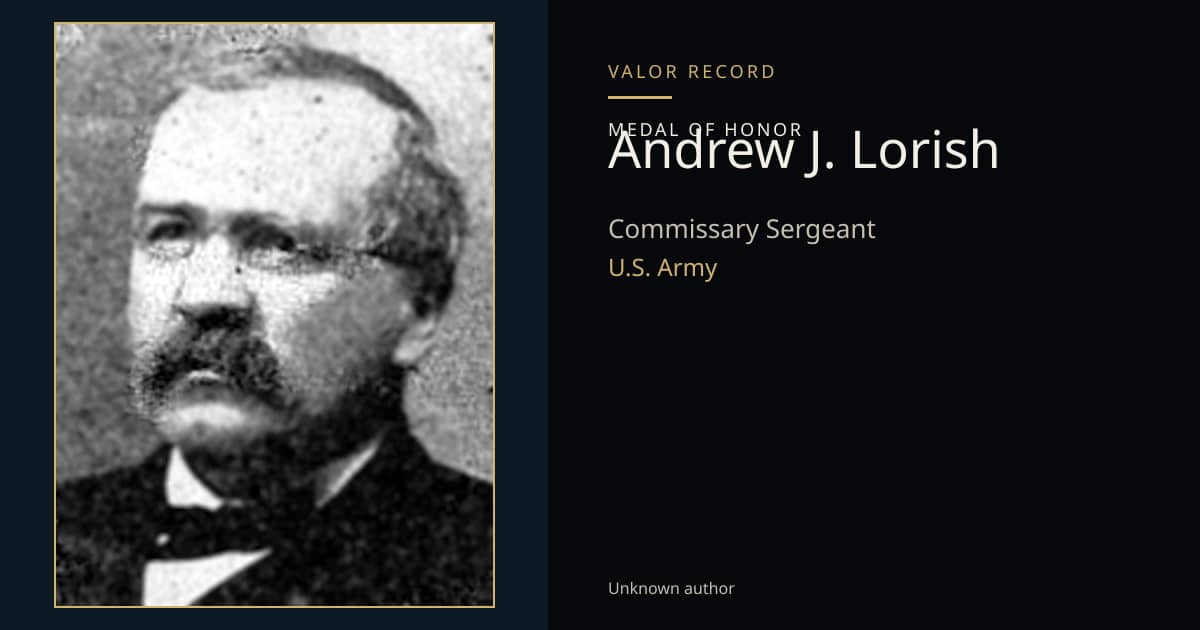 VALOR RECORD
MEDAL OF HONOR
Andrew J. Lorish
Commissary Sergeant
U.S. Army
Unknown author